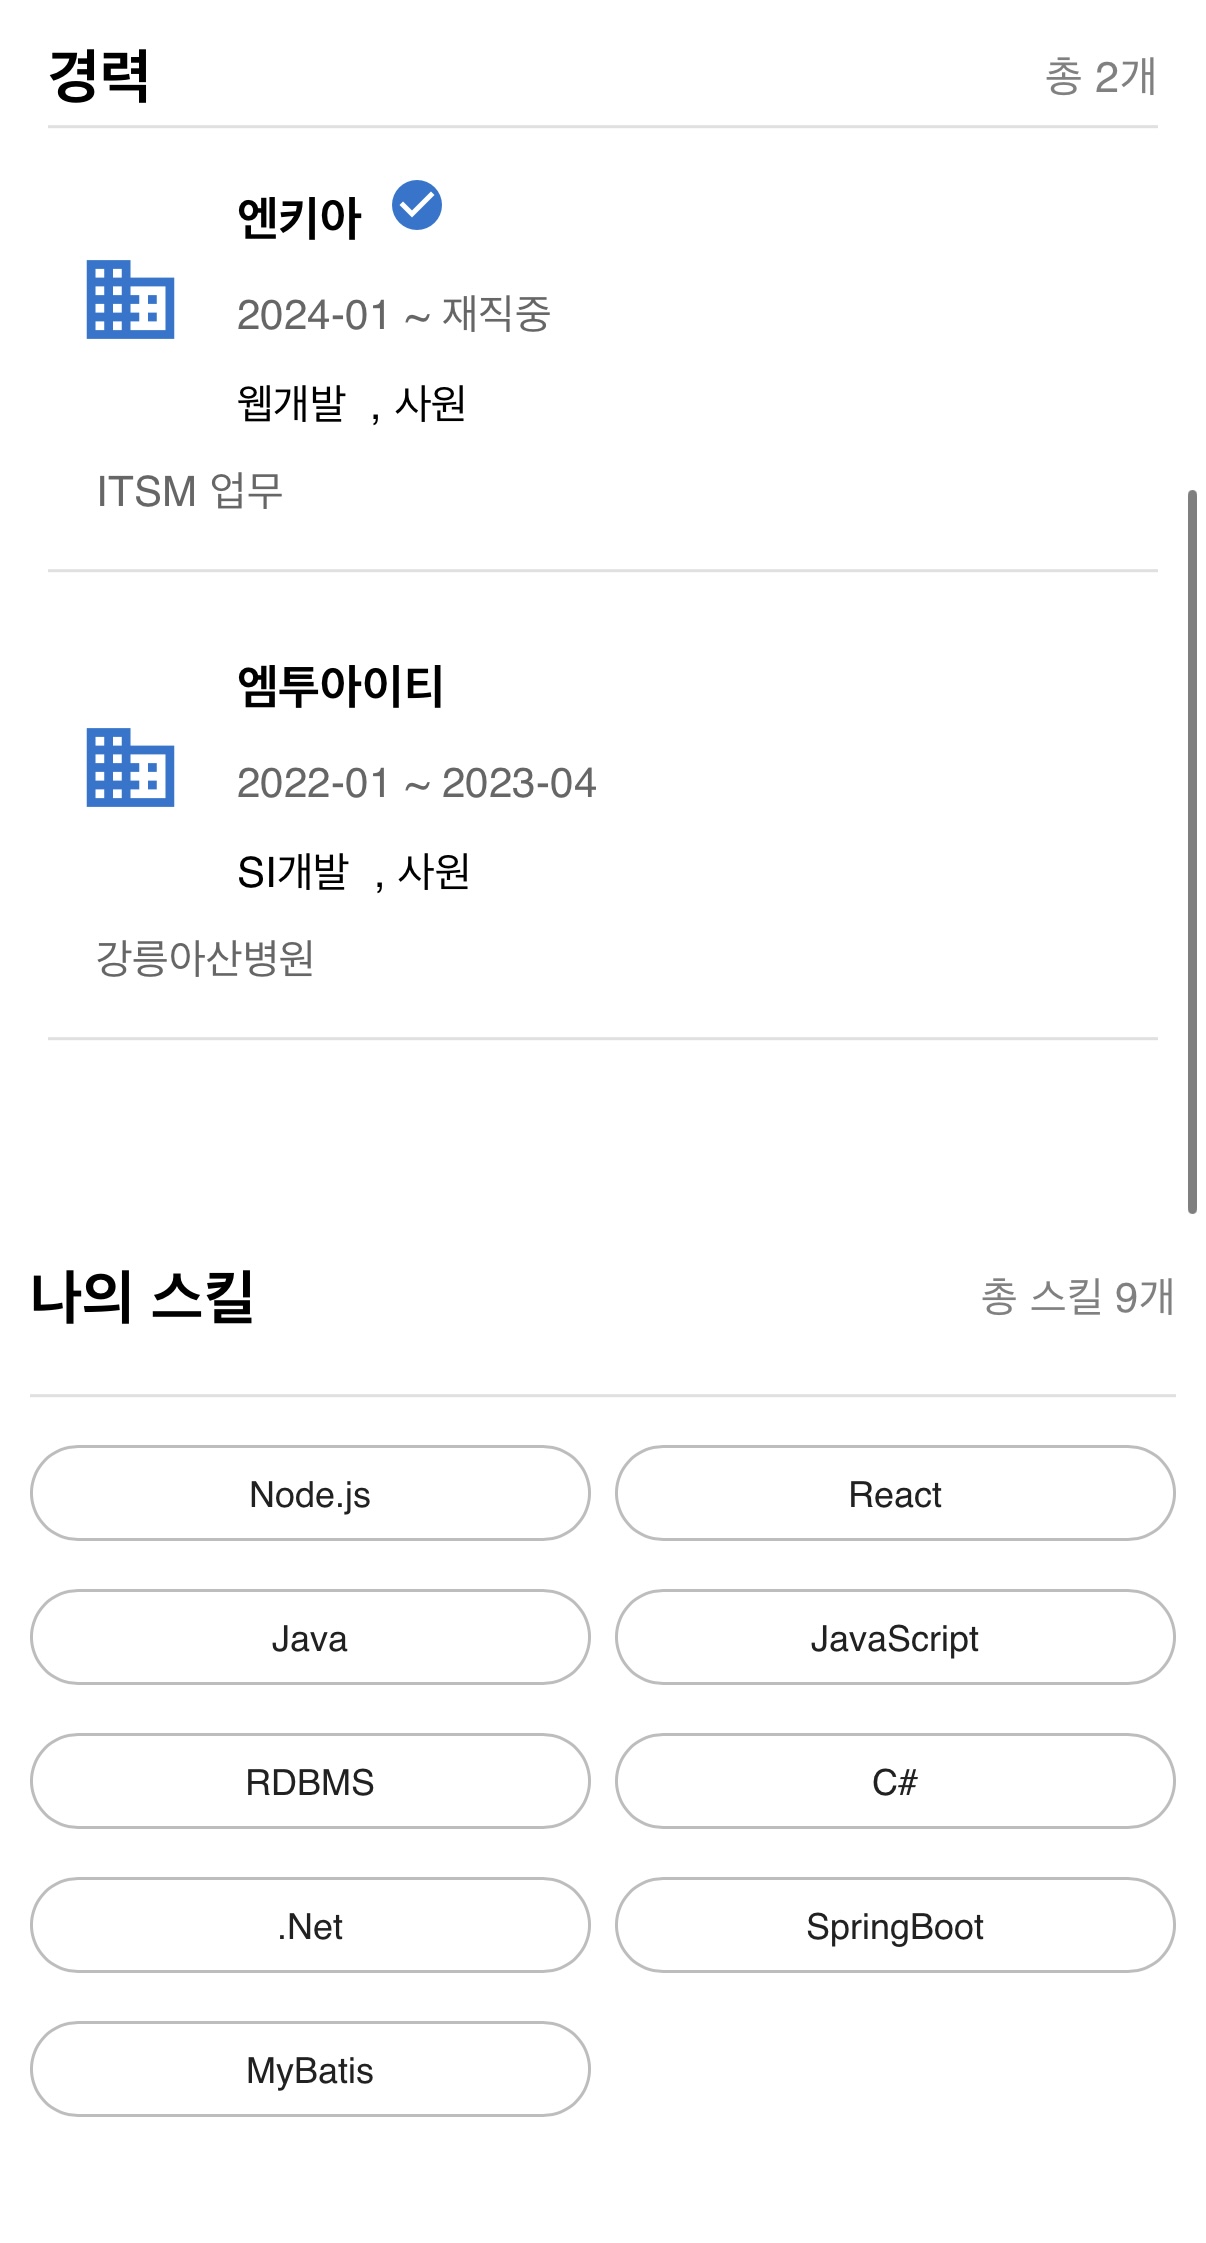 경력
총 2개
엔키아
2024-01 ~ 재직중
웹개발 , 사원
ITSM 업무
엠투아이티
2022-01 ~ 2023-04
SI개발 , 사원
강릉아산병원
나의 스킬
총 스킬 9개
Node.js
React
Java
JavaScript
RDBMS
C#
.Net
SpringBoot
MyBatis